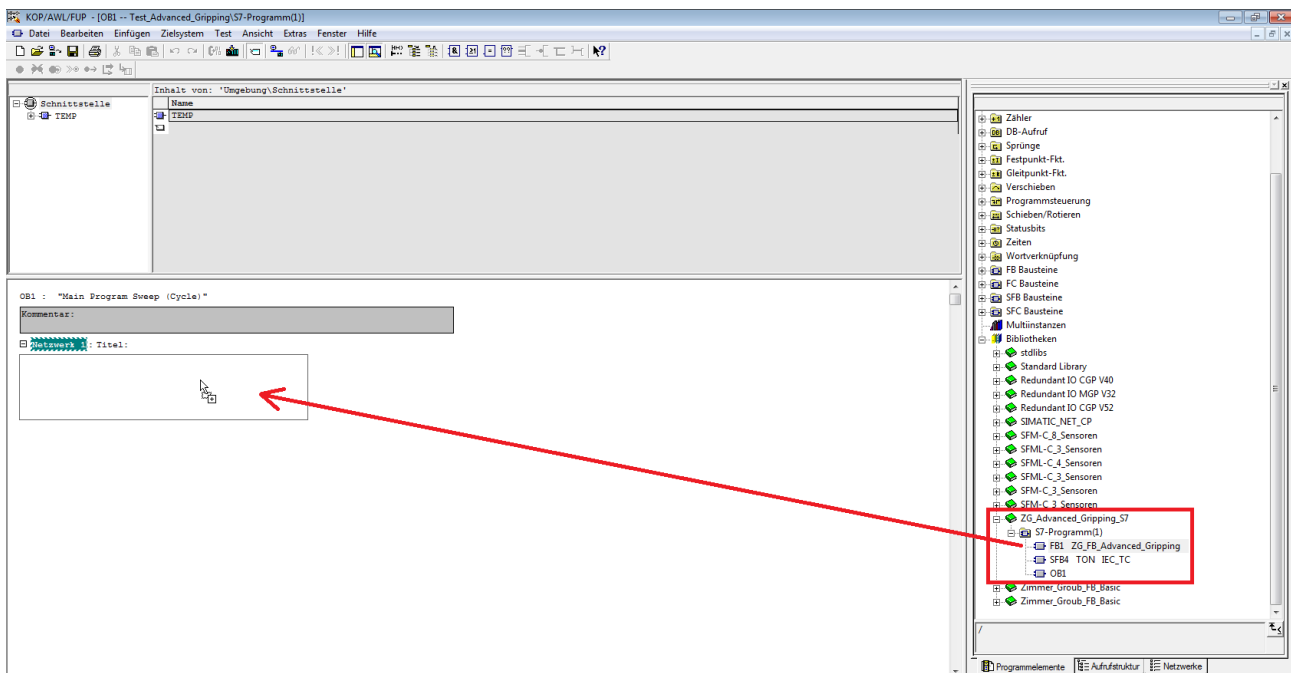 KOP/AWL/FUP - [OB1 -- Test_Advanced_Gripping\S7-Programm(1)]
Datei Bearbeiten Einfügen Zielsystem Test Ansicht Extras Fenster Hilfe
Inhalt von: 'Umgebung\Schnittstelle'
Schnittstelle
TEMP
Name
TEMP
OB1 : "Main Program Sweep (Cycle)"
Kommentar:
Netzwerk 1: Titel:
Zähler
DB-Aufruf
Sprünge
Festpunkt-Fkt.
Gleitpunkt-Fkt.
Verschieben
Programmsteuerung
Schieben/Rotieren
Statusbits
Zeiten
Wortverknüpfung
FB Bausteine
FC Bausteine
SFB Bausteine
SFC Bausteine
Multiinstanzen
Bibliotheken
stdlibs
Standard Library
Redundant IO CGP V40
Redundant IO MGP V32
Redundant IO CGP V52
SIMATIC_NET_CP
SFM-C_8_Sensoren
SFML-C_3_Sensoren
SFML-C_4_Sensoren
SFML-C_3_Sensoren
SFM-C_3_Sensoren
SFM-C_3_Sensoren
ZG_Advanced_Gripping_S7
S7-Programm(1)
FB1 ZG_FB_Advanced_Gripping
SFB4 TON IEC_TC
OB1
Zimmer_Groub_FB_Basic
Zimmer_Groub_FB_Basic
/
Programmelemente Aufrufstruktur Netzwerke